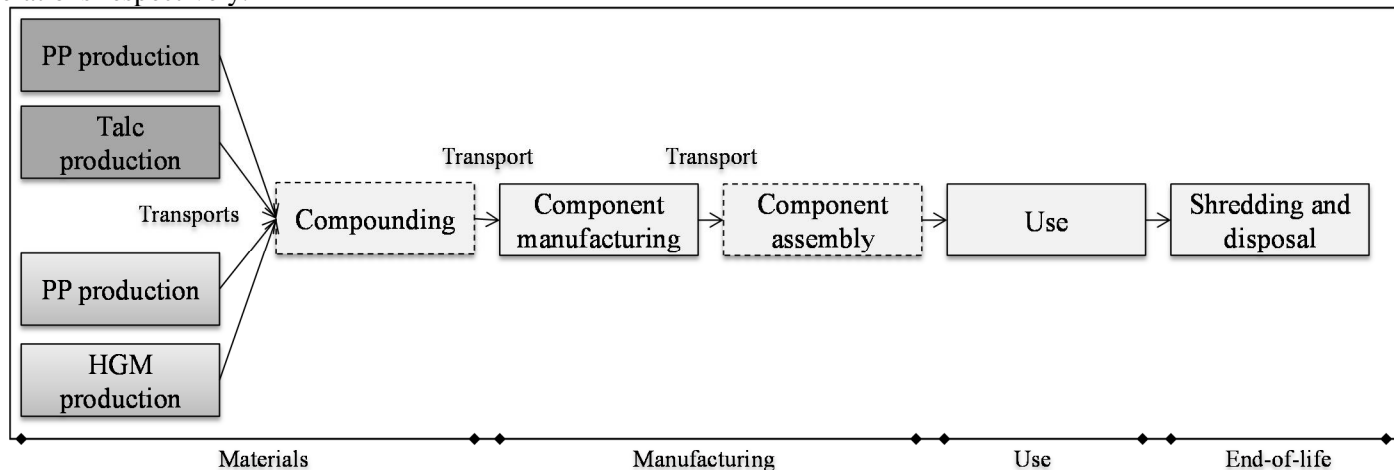 PP production
Talc
production
Transports
PP production
HGM
production
Compounding
Transport
Component
manufacturing
Transport
Component
assembly
Use
Shredding and
disposal
Materials
Manufacturing
Use
End-of-life